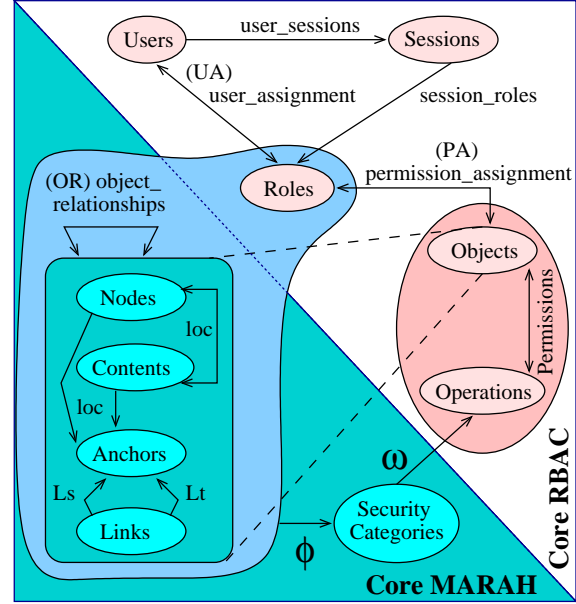 user_sessions
Users
Sessions
(UA)
user_assignment
session_roles
(PA)
permission_assignment
Roles
(OR) object_
relationships
Objects
Nodes
loc
Permissions
Contents
loc
Operations
Anchors
ω
Ls
Lt
Security
Categories
Links
ϕ
Core RBAC
Core MARAH